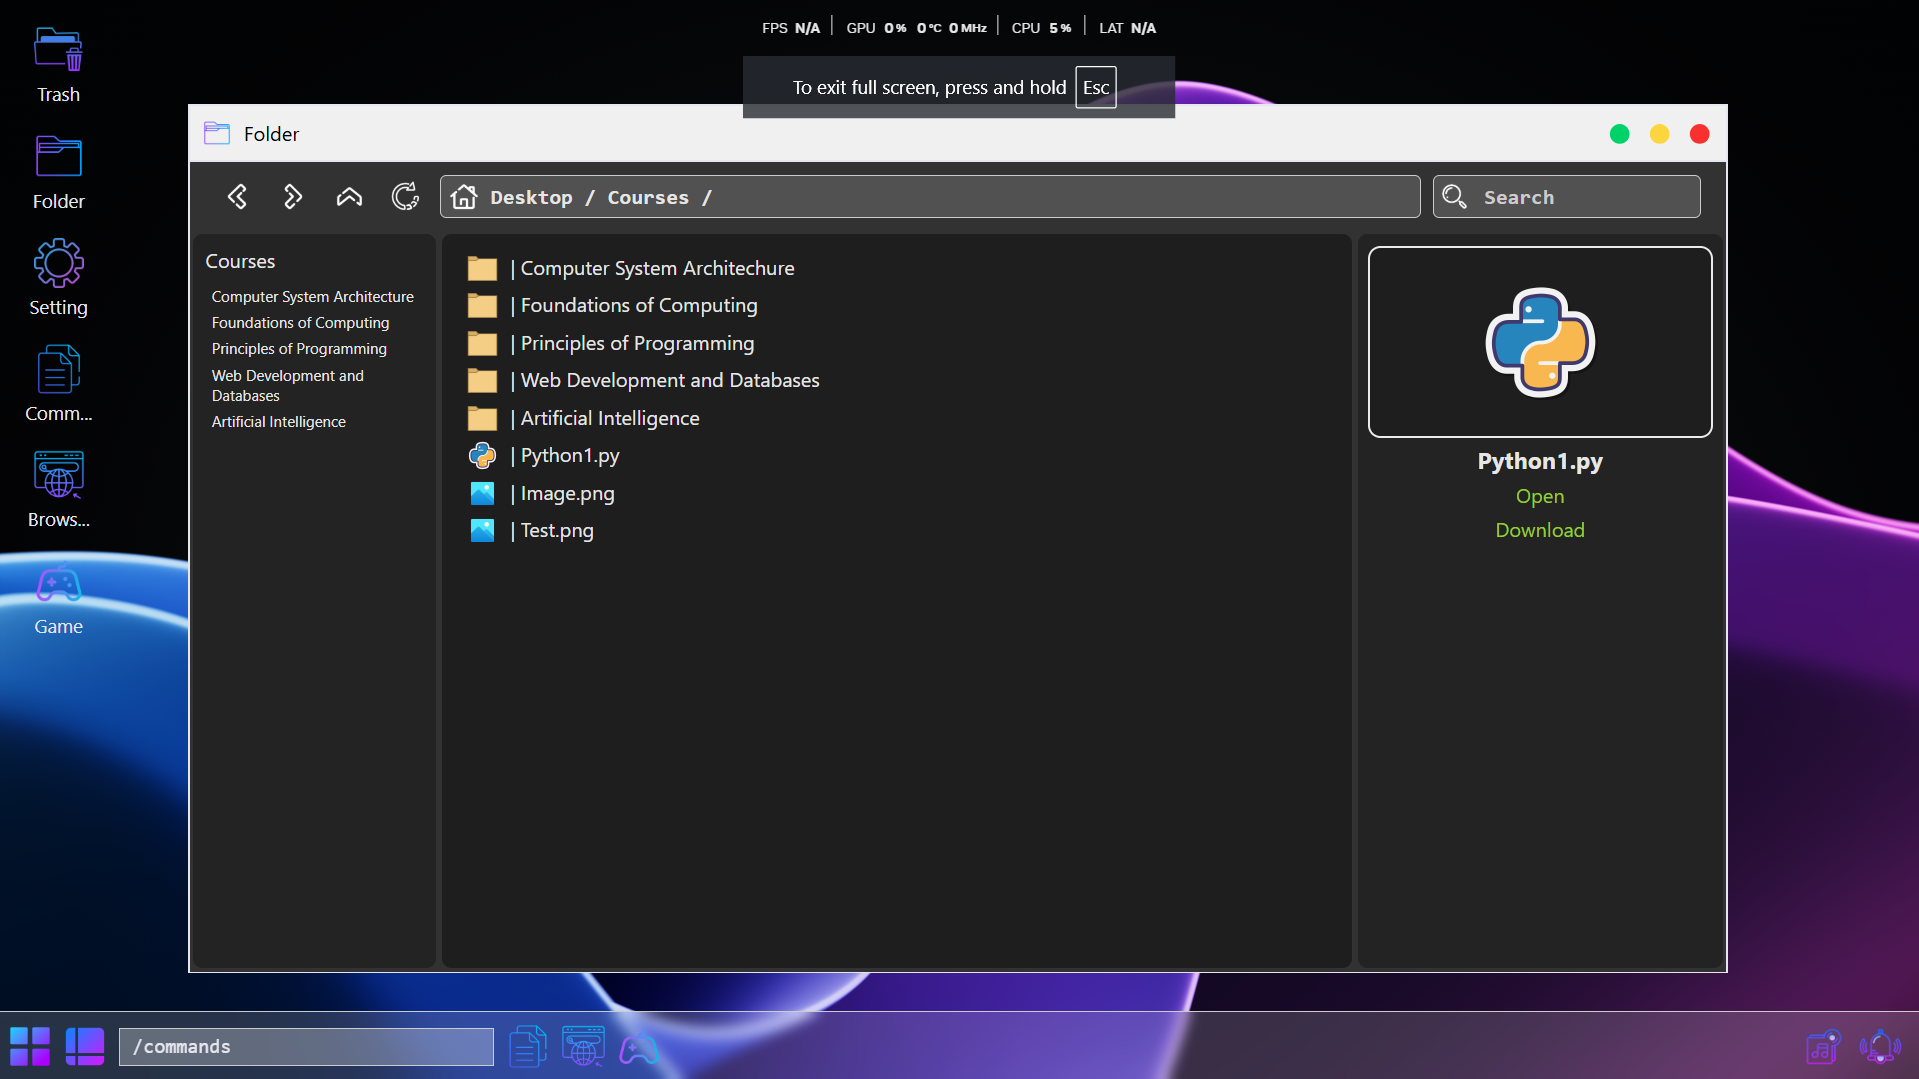 FPS N/A GPU 0 % 0 °C 0 MHz CPU 5 % LAT N/A
To exit full screen, press and hold Esc
Trash
Folder
Setting
Comm...
Brows...
Game
Folder
Desktop / Courses /
Search
Courses
Computer System Architecture
Foundations of Computing
Principles of Programming
Web Development and
Databases
Artificial Intelligence
| Computer System Architechure
| Foundations of Computing
| Principles of Programming
| Web Development and Databases
| Artificial Intelligence
| Python1.py
| Image.png
| Test.png
Python1.py
Open
Download
/commands